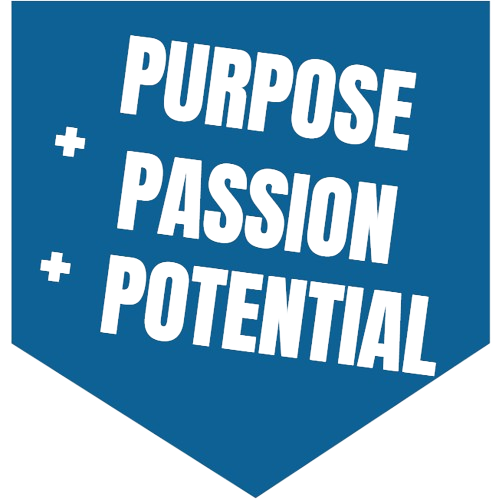 PURPOSE
+ PASSION
+ POTENTIAL